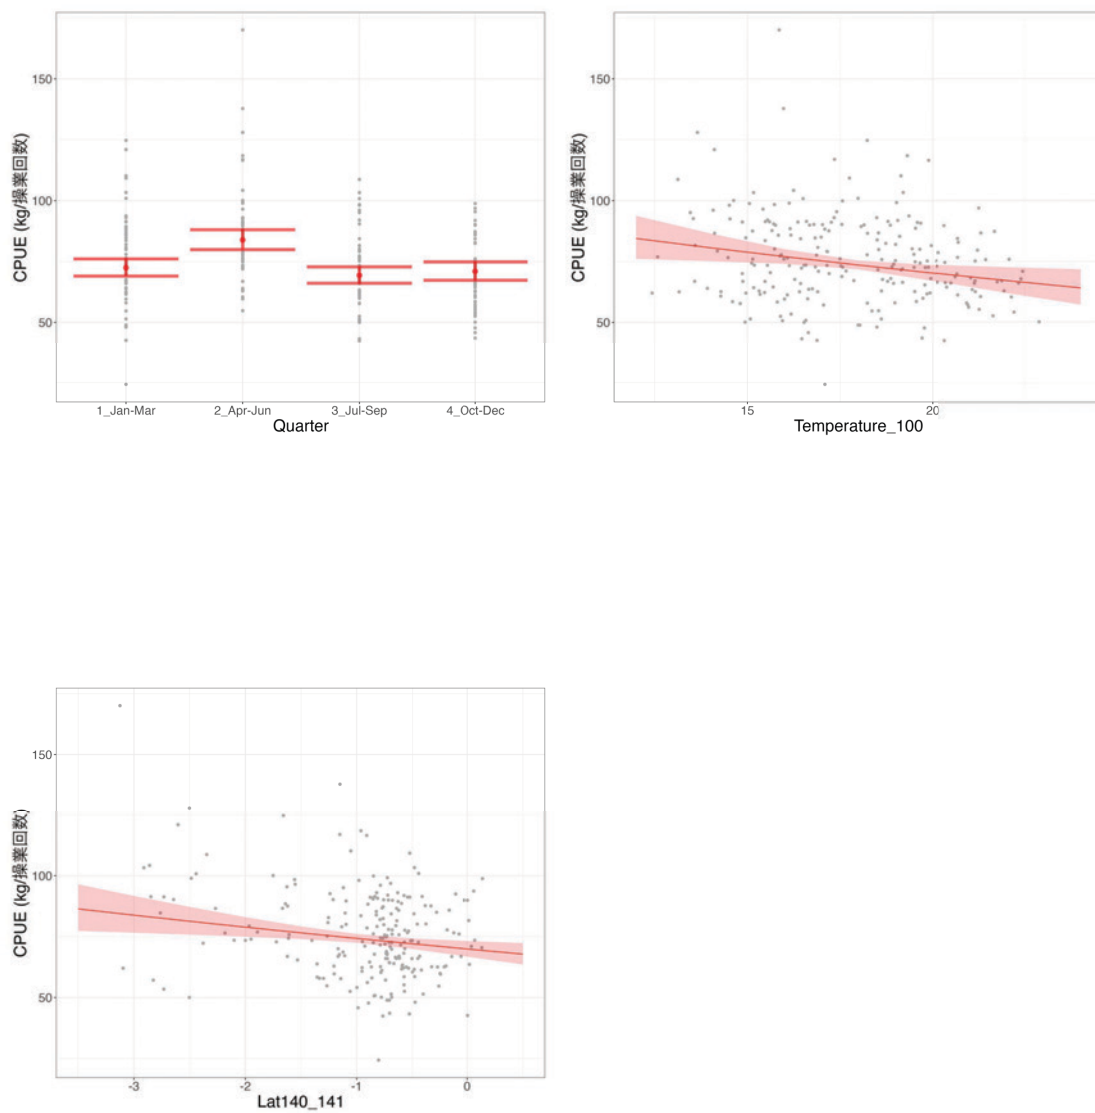 CPUE (kg/操業回数)
150
100
50
1_Jan-Mar 2_Apr-Jun 3_Jul-Sep 4_Oct-Dec
Quarter
CPUE (kg/操業回数)
150
100
50
15 20
Temperature_100
CPUE (kg/操業回数)
150
100
50
-3 -2 -1 0
Lat140_141